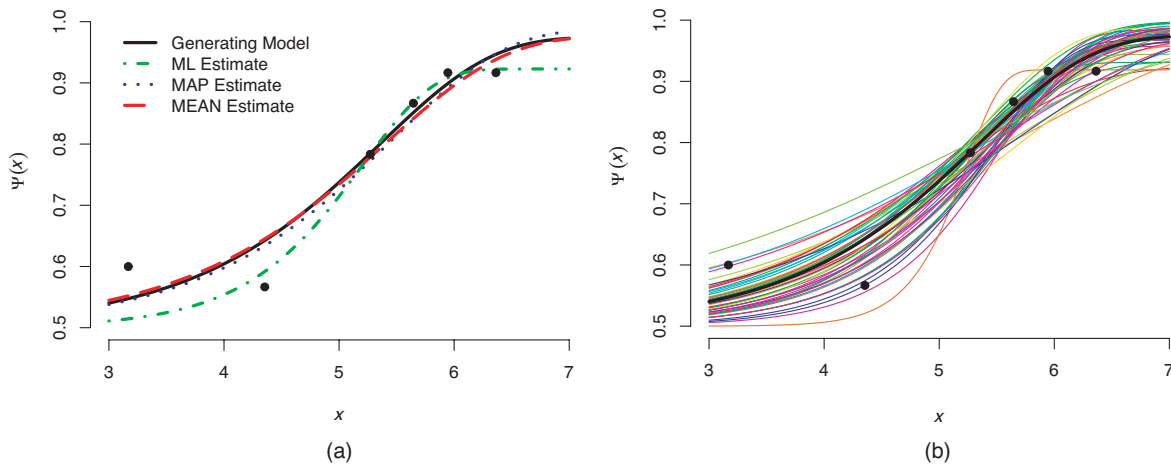 1.0
0.9
0.8
0.7
0.6
0.5
Ψ(x)
Generating Model
ML Estimate
MAP Estimate
MEAN Estimate
3 4 5 6 7
x
(a)
1.0
0.9
0.8
0.7
0.6
0.5
Ψ(x)
3 4 5 6 7
x
(b)